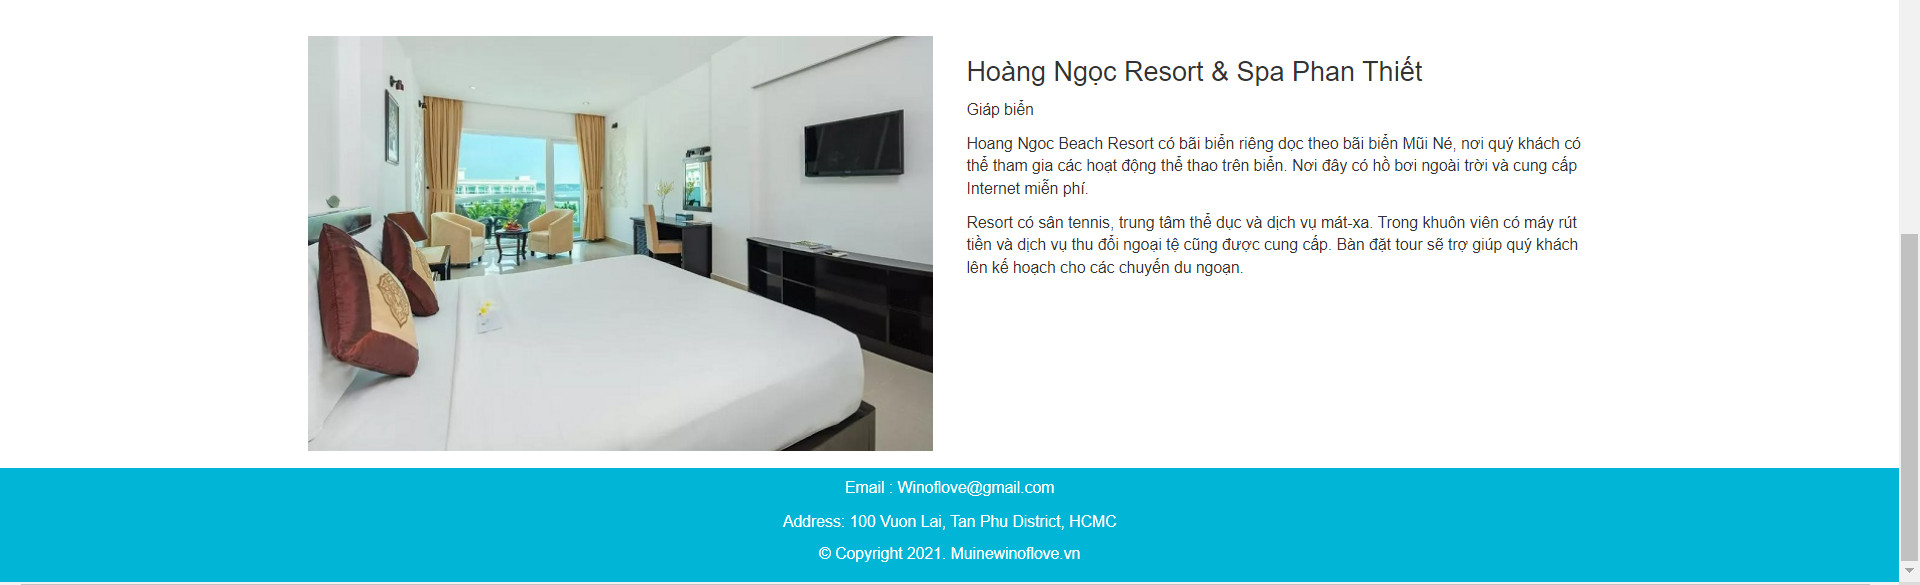 Hoàng Ngọc Resort & Spa Phan Thiết
Giáp biển
Hoang Ngoc Beach Resort có bãi biển riêng dọc theo bãi biển Mũi Né, nơi quý khách có
thể tham gia các hoạt động thể thao trên biển. Nơi đây có hồ bơi ngoài trời và cung cấp
Internet miễn phí.
Resort có sân tennis, trung tâm thể dục và dịch vụ mát-xa. Trong khuôn viên có máy rút
tiền và dịch vụ thu đổi ngoại tệ cũng được cung cấp. Bàn đặt tour sẽ trợ giúp quý khách
lên kế hoạch cho các chuyến du ngoạn.
Email : Winoflove@gmail.com
Address: 100 Vuon Lai, Tan Phu District, HCMC
© Copyright 2021. Muinewinoflove.vn